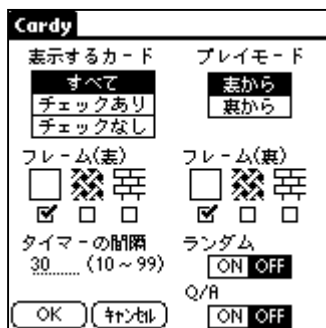 Cardy
表示するカード
すべて
チェックあり
チェックなし
プレイモード
表から
裏から
フレーム(表)
フレーム(裏)
タイマーの間隔
30 (10~99)
ランダム
ON OFF
Q/A
ON OFF
OK キャンセル